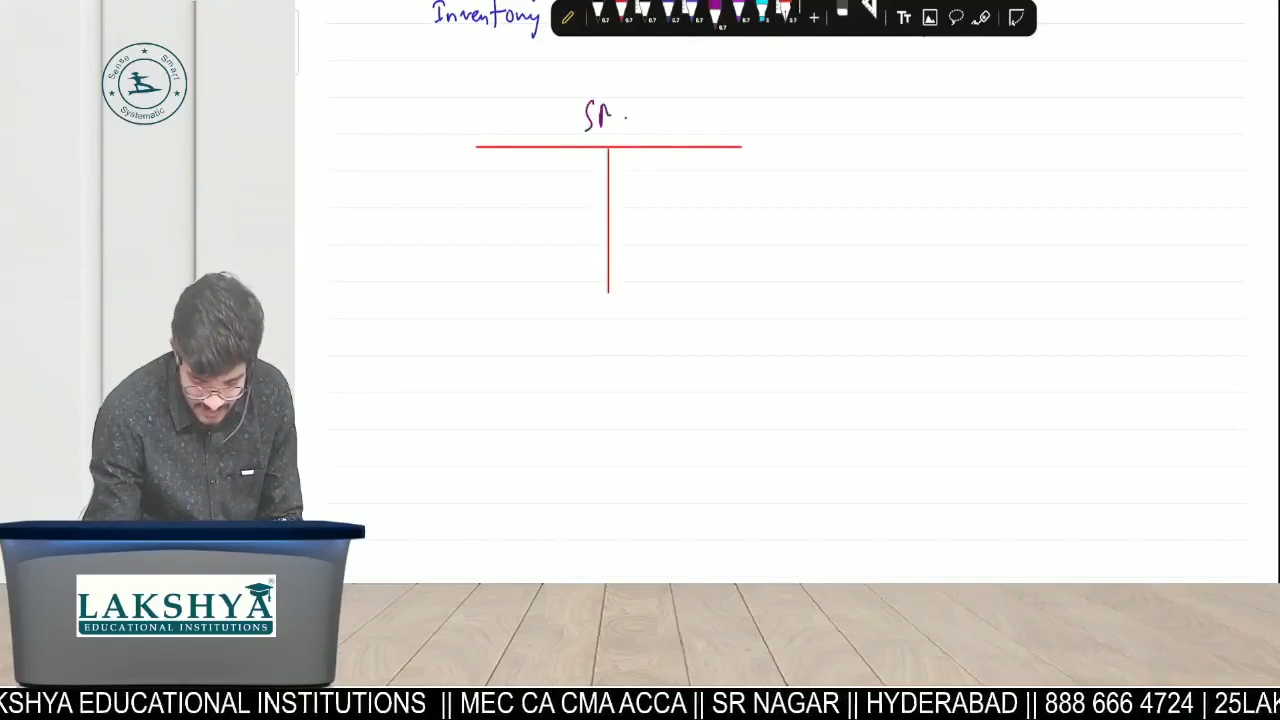 Inventory
Tt
Sense Smart
Systematic
LAKSHYA
EDUCATIONAL INSTITUTIONS
KSHYA EDUCATIONAL INSTITUTIONS || MEC CA CMA ACCA || SR NAGAR || HYDERABAD || 888 666 4724 | 25LAK